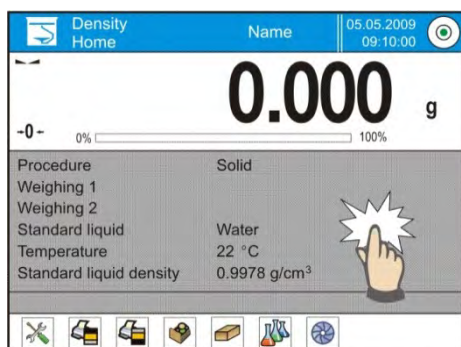 Density Name 05.05.2009
Home 09:10:00
0.000 g
→0← 0% 100%
Procedure Solid
Weighing 1
Weighing 2
Standard liquid Water
Temperature 22 °C
Standard liquid density 0.9978 g/cm³